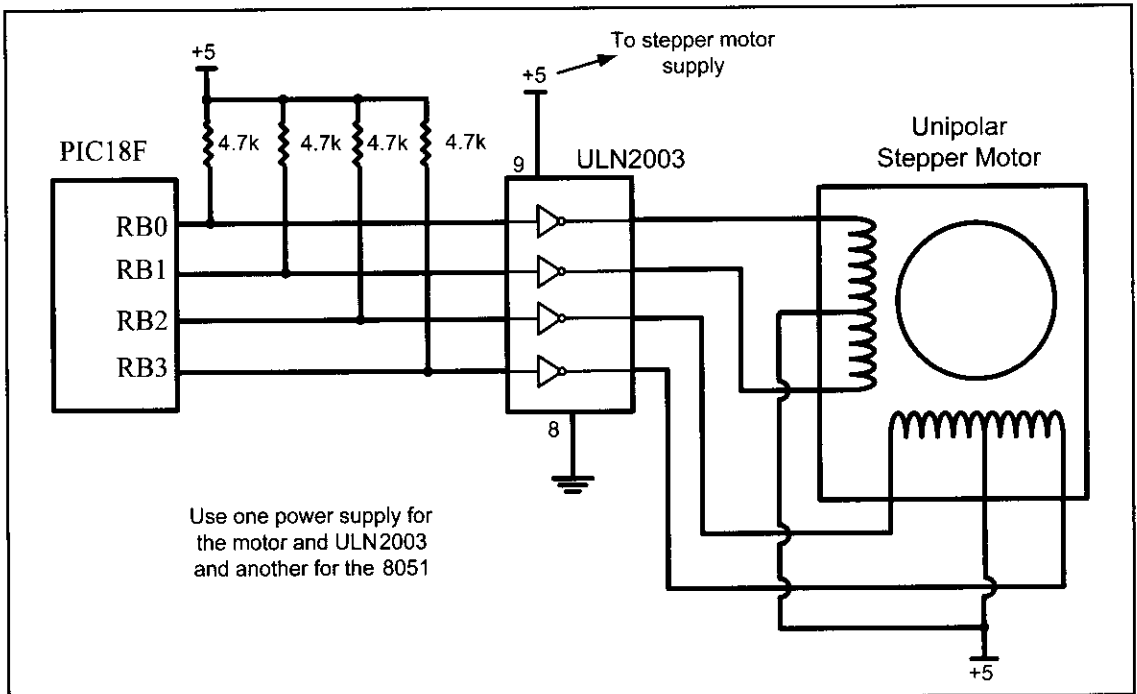 +5
4.7k
4.7k
4.7k
4.7k
PIC18F
RB0
RB1
RB2
RB3
To stepper motor
supply
+5
9
ULN2003
8
Unipolar
Stepper Motor
Use one power supply for
the motor and ULN2003
and another for the 8051
+5